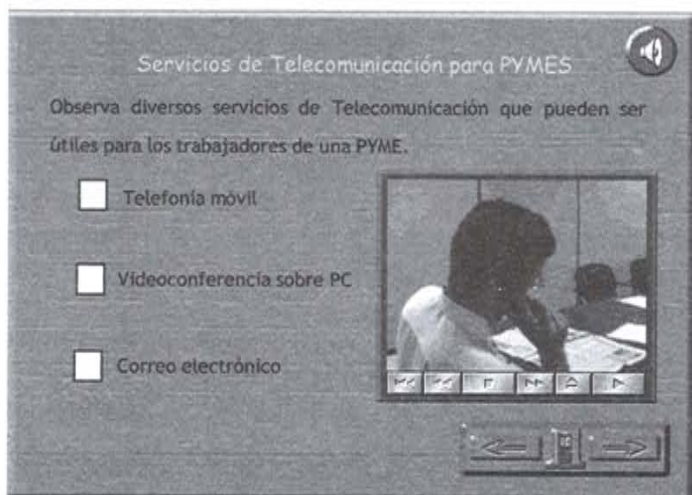 Servicios de Telecomunicación para PYMES
Observa diversos servicios de Telecomunicación que pueden ser
útiles para los trabajadores de una PYME.
Telefonía móvil
Videoconferencia sobre PC
Correo electrónico